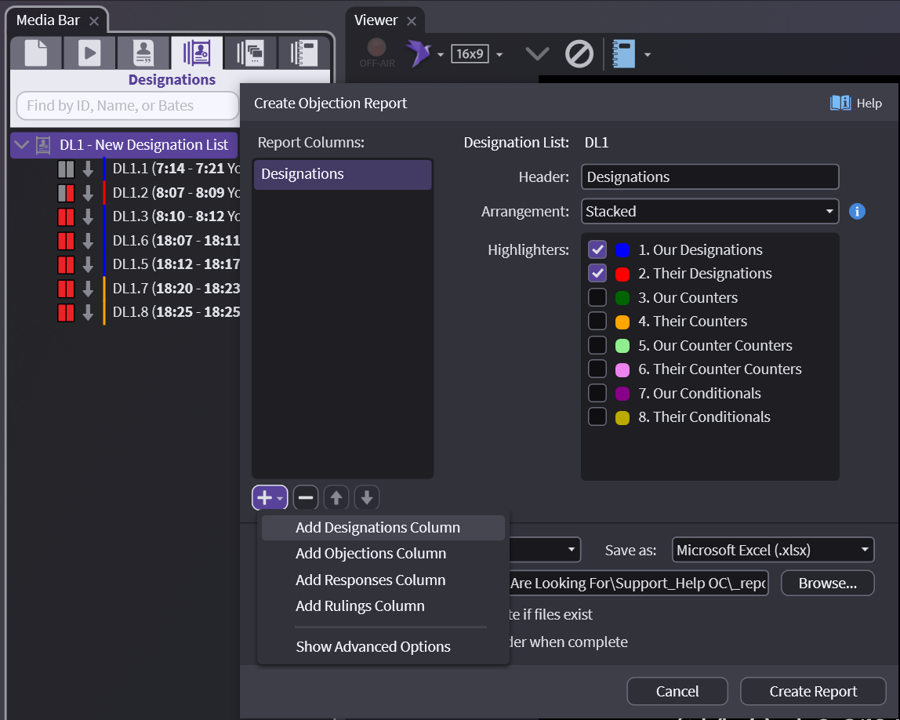 Media Bar
Viewer
OFF-AIR
16x9
Designations
Find by ID, Name, or Bates
DL1 - New Designation List
DL1.1 (7:14 - 7:21 Yo
DL1.2 (8:07 - 8:09 Yo
DL1.3 (8:10 - 8:12 Yo
DL1.6 (18:07 - 18:11
DL1.5 (18:12 - 18:17
DL1.7 (18:20 - 18:23
DL1.8 (18:25 - 18:25
Create Objection Report
Help
Report Columns:
Designations
Designation List: DL1
Header: Designations
Arrangement: Stacked
Highlighters:
1. Our Designations
2. Their Designations
3. Our Counters
4. Their Counters
5. Our Counter Counters
6. Their Counter Counters
7. Our Conditionals
8. Their Conditionals
Add Designations Column
Add Objections Column
Add Responses Column
Add Rulings Column
Show Advanced Options
Save as: Microsoft Excel (.xlsx)
Are Looking For\Support_Help OC\_repo
Browse...
te if files exist
der when complete
Cancel
Create Report